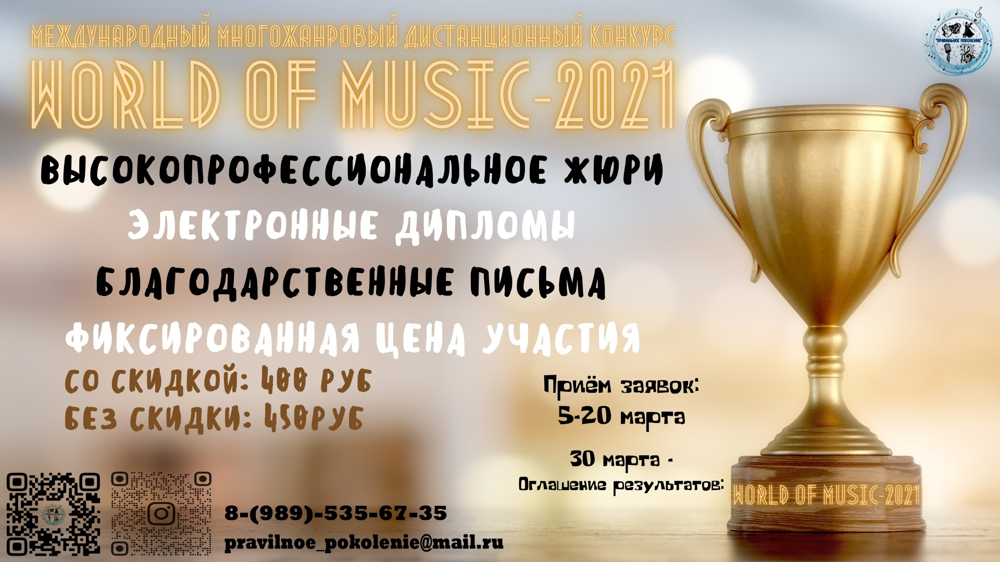 МЕЖДУНАРОДНЫЙ МНОГОЖАНРОВЫЙ ДИСТАНЦИОННЫЙ КОНКУРС
WORLD OF MUSIC-2021
"ПРАВИЛЬНОЕ ПОКОЛЕНИЕ"
ВЫСОКОПРОФЕССИОНАЛЬНОЕ ЖЮРИ
ЭЛЕКТРОННЫЕ ДИПЛОМЫ
БЛАГОДАРСТВЕННЫЕ ПИСЬМА
ФИКСИРОВАННАЯ ЦЕНА УЧАСТИЯ
СО СКИДКОЙ: 400 РУБ
БЕЗ СКИДКИ: 450РУБ
Приём заявок:
5-20 марта
30 марта -
Оглашение результатов:
WORLD OF MUSIC-2021
8-(989)-535-67-35
pravilnoe_pokolenie@mail.ru